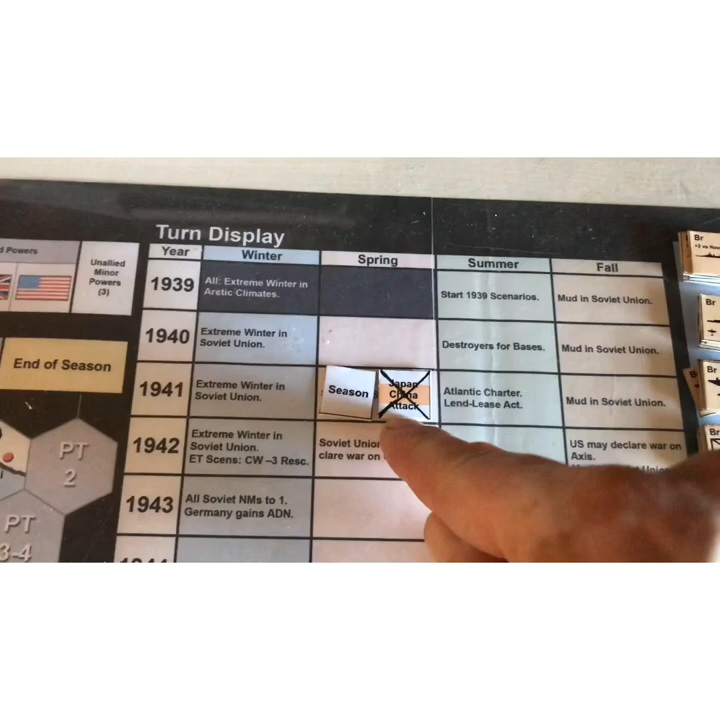 Turn Display
Year Winter Spring Summer Fall
1939
All: Extreme Winter in
Arctic Climates.
Start 1939 Scenarios.
Mud in Soviet Union.
1940
Extreme Winter in
Soviet Union.
Destroyers for Bases.
Mud in Soviet Union.
1941
Extreme Winter in
Soviet Union.
Season
Japan
China
Attack
Atlantic Charter.
Lend-Lease Act.
Mud in Soviet Union.
1942
Extreme Winter in
Soviet Union.
ET Scens: CW –3 Resc.
Soviet Union
clare war on
US may declare war on
Axis.
1943
All Soviet NMs to 1.
Germany gains ADN.
Powers
Unallied
Minor
Powers
(3)
End of Season
PT
2
PT
3-4
Br
Br
Br
Br